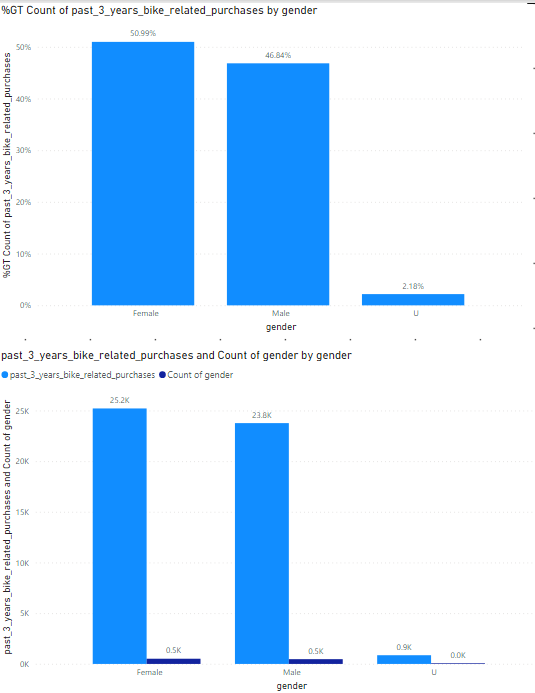 %GT Count of past_3_years_bike_related_purchases by gender
%GT Count of past_3_years_bike_related_purchases
50%
40%
30%
20%
10%
0%
50.99%
46.84%
2.18%
Female
Male
U
gender
past_3_years_bike_related_purchases and Count of gender by gender
past_3_years_bike_related_purchases
Count of gender
past_3_years_bike_related_purchases and Count of gender
25K
20K
15K
10K
5K
0K
25.2K
0.5K
23.8K
0.5K
0.9K
0.0K
Female
Male
U
gender